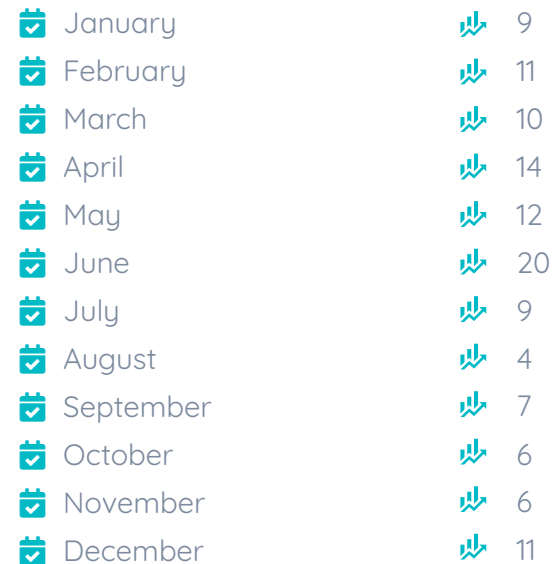 January 9
February 11
March 10
April 14
May 12
June 20
July 9
August 4
September 7
October 6
November 6
December 11